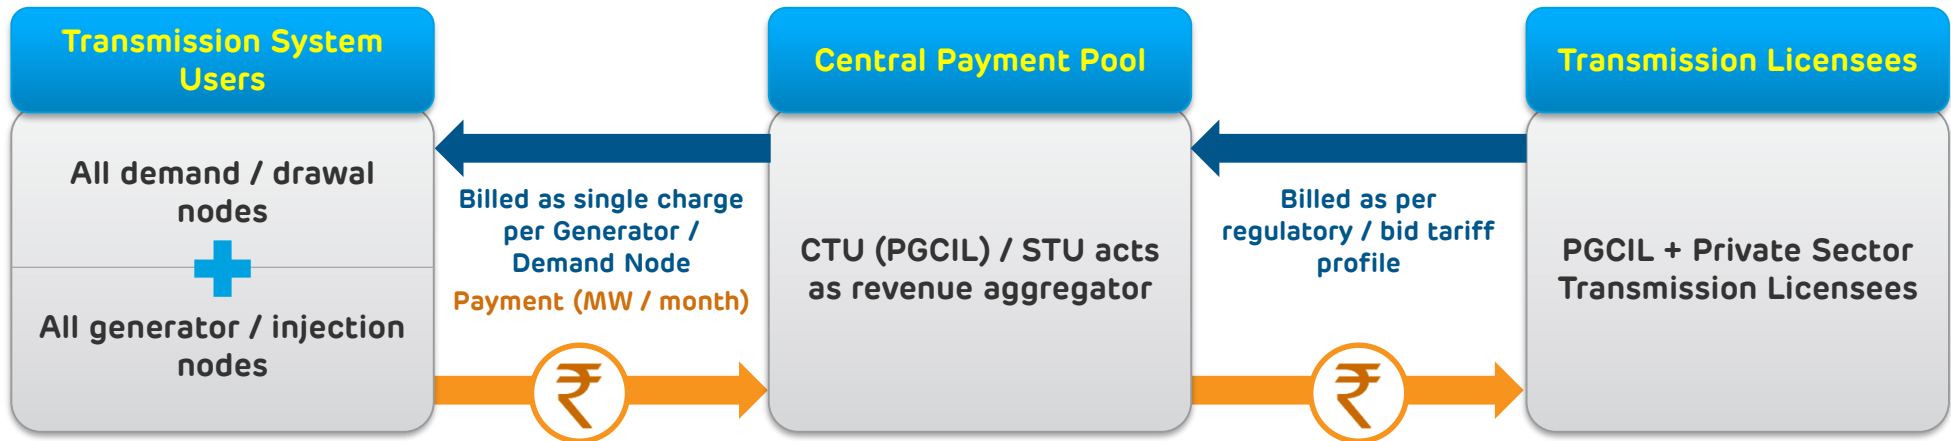 Transmission System
Users
All demand / drawal
nodes
All generator / injection
nodes
Billed as single charge
per Generator /
Demand Node
Payment (MW / month)
₹
Central Payment Pool
CTU (PGCIL) / STU acts
as revenue aggregator
Billed as per
regulatory / bid tariff
profile
₹
Transmission Licensees
PGCIL + Private Sector
Transmission Licensees